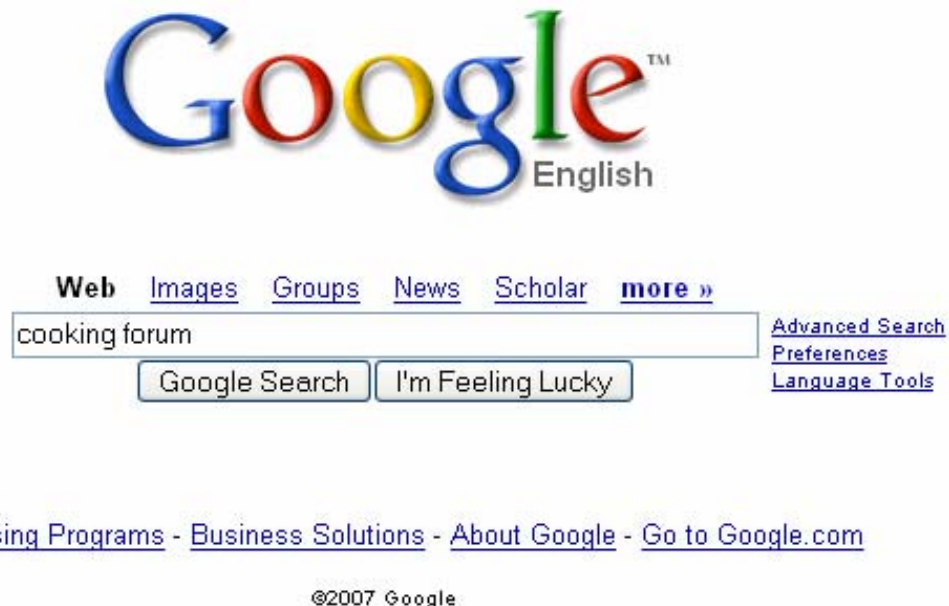 Google™
English
Web Images Groups News Scholar more »
cooking forum
Advanced Search
Preferences
Language Tools
Google Search I'm Feeling Lucky
Programs - Business Solutions - About Google - Go to Google.com
©2007 Google